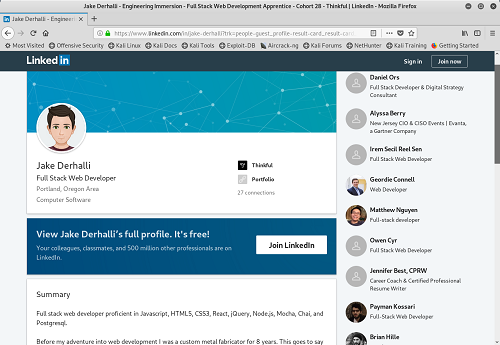 Jake Derhalli - Engineering Immersion - Full Stack Web Development Apprentice - Cohort 28 - Thinkful | LinkedIn - Mozilla Firefox
Jake Derhalli - Engineerin
https://www.linkedin.com/in/jake-derhalli?trk=people-guest_profile-result-card_result-card
Most Visited
Offensive Security
Kali Linux
Kali Docs
Kali Tools
Exploit-DB
Aircrack-ng
Kali Forums
NetHunter
Kali Training
Getting Started
Linked in
Sign in
Join now
Jake Derhalli
Full Stack Web Developer
Portland, Oregon Area
Computer Software
Thinkful
Portfolio
27 connections
View Jake Derhalli's full profile. It's free!
Your colleagues, classmates, and 500 million other professionals are on
LinkedIn.
Join LinkedIn
Summary
Full stack web developer proficient in Javascript, HTML5, CSS3, React, jQuery, Node.js, Mocha, Chai, and
Postgresql.
Before my adventure into web development I was a custom metal fabricator for 8 years. This goes to say
Daniel Ors
Full Stack Developer & Digital Strategy
Consultant
Alyssa Berry
New Jersey CIO & CISO Events | Evanta,
a Gartner Company
Irem Secil Reel Sen
Full Stack Web Developer
Geordie Connell
Web Developer
Matthew Nguyen
Full-stack developer
Owen Cyr
Full Stack Web Developer
Jennifer Best, CPRW
Career Coach & Certified Professional
Resume Writer
Payman Kossari
Full Stack Web Developer
Brian Hille